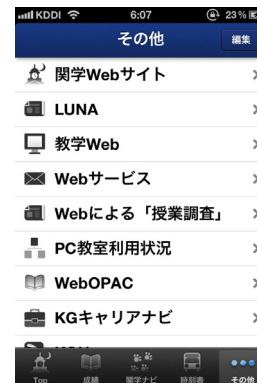 KDDI 6:07 23%
その他 編集
関学Webサイト
LUNA
教学Web
Webサービス
Webによる「授業調査」
PC教室利用状況
WebOPAC
KGキャリアナビ
Top 成績 関学ナビ 時刻表 その他